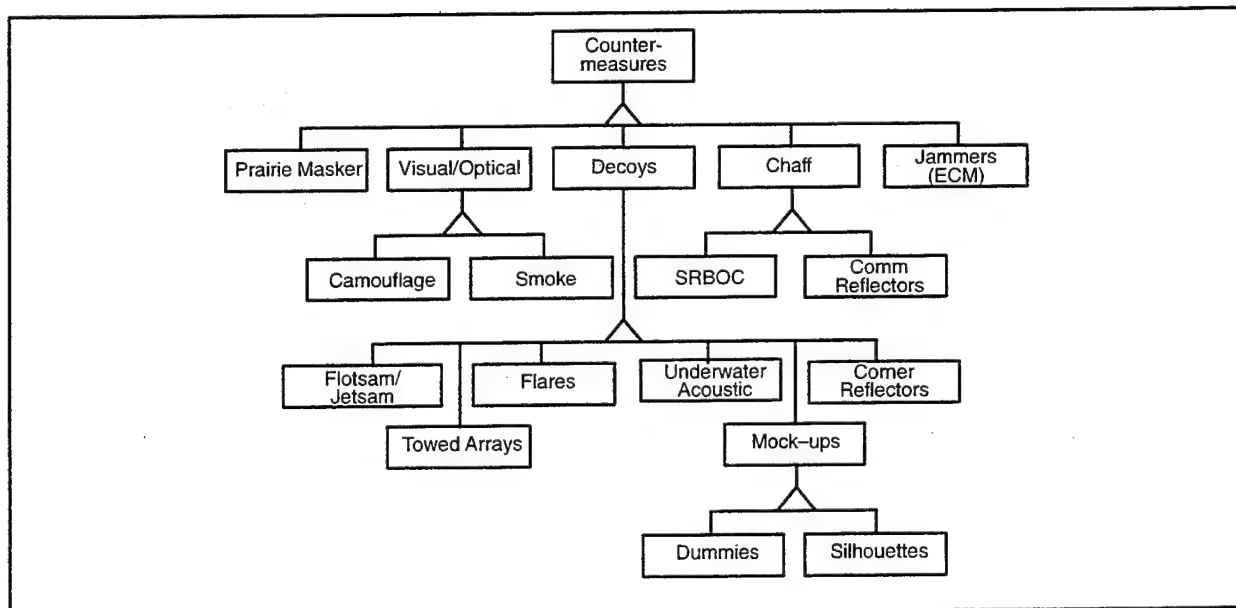 Counter-
measures
Prairie Masker
Visual/Optical
Decoys
Chaff
Jammers
(ECM)
Camouflage
Smoke
SRBOC
Comm
Reflectors
Flotsam/
Jetsam
Flares
Underwater
Acoustic
Corner
Reflectors
Towed Arrays
Mock-ups
Dummies
Silhouettes